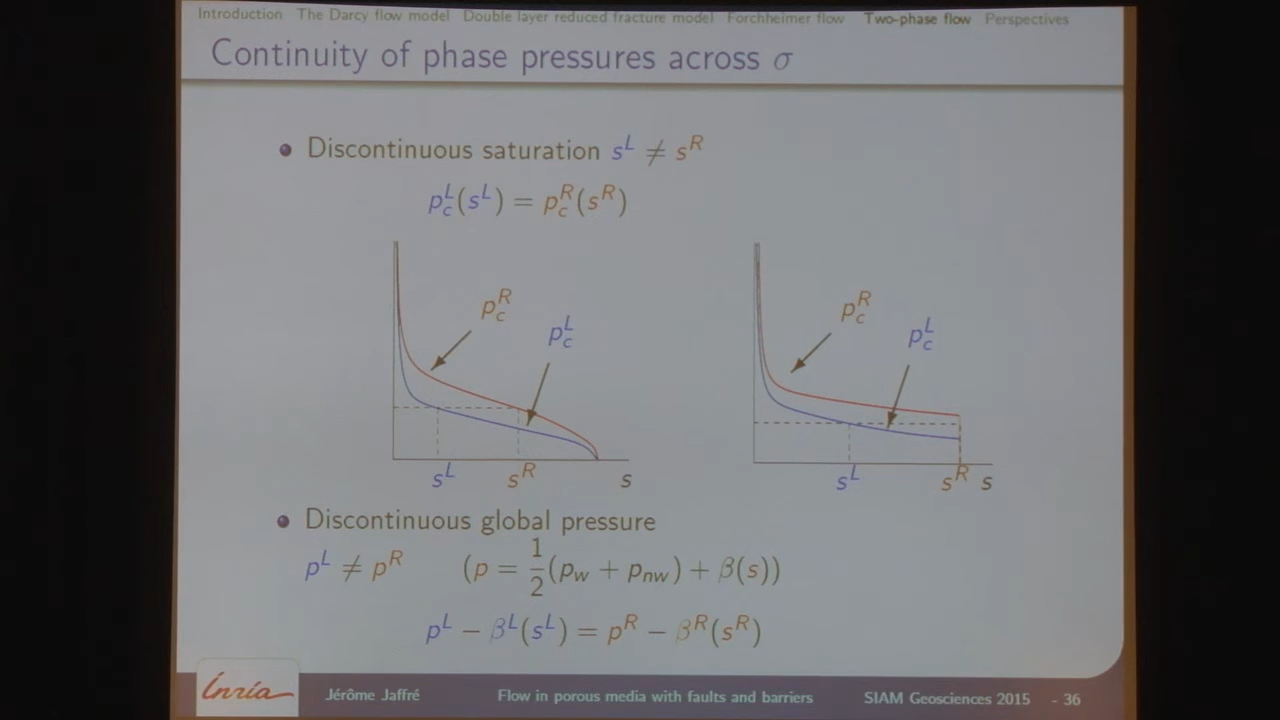 Introduction The Darcy flow model Double layer reduced fracture model Forchheimer flow Two-phase flow Perspectives
Continuity of phase pressures across σ
Discontinuous saturation s^L ≠ s^R
p_c^L(s^L) = p_c^R(s^R)
p_c^R
p_c^L
s^L s^R s
p_c^R
p_c^L
s^L s^R s
Discontinuous global pressure
p^L ≠ p^R (p = 1/2(p_w + p_nw) + β(s))
p^L − β^L(s^L) = p^R − β^R(s^R)
Inria Jérôme Jaffré Flow in porous media with faults and barriers SIAM Geosciences 2015 - 36